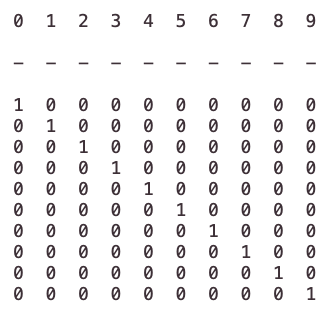 0 1 2 3 4 5 6 7 8 9
— — — — — — — — — —
1 0 0 0 0 0 0 0 0 0
0 1 0 0 0 0 0 0 0 0
0 0 1 0 0 0 0 0 0 0
0 0 0 1 0 0 0 0 0 0
0 0 0 0 1 0 0 0 0 0
0 0 0 0 0 1 0 0 0 0
0 0 0 0 0 0 1 0 0 0
0 0 0 0 0 0 0 1 0 0
0 0 0 0 0 0 0 0 1 0
0 0 0 0 0 0 0 0 0 1